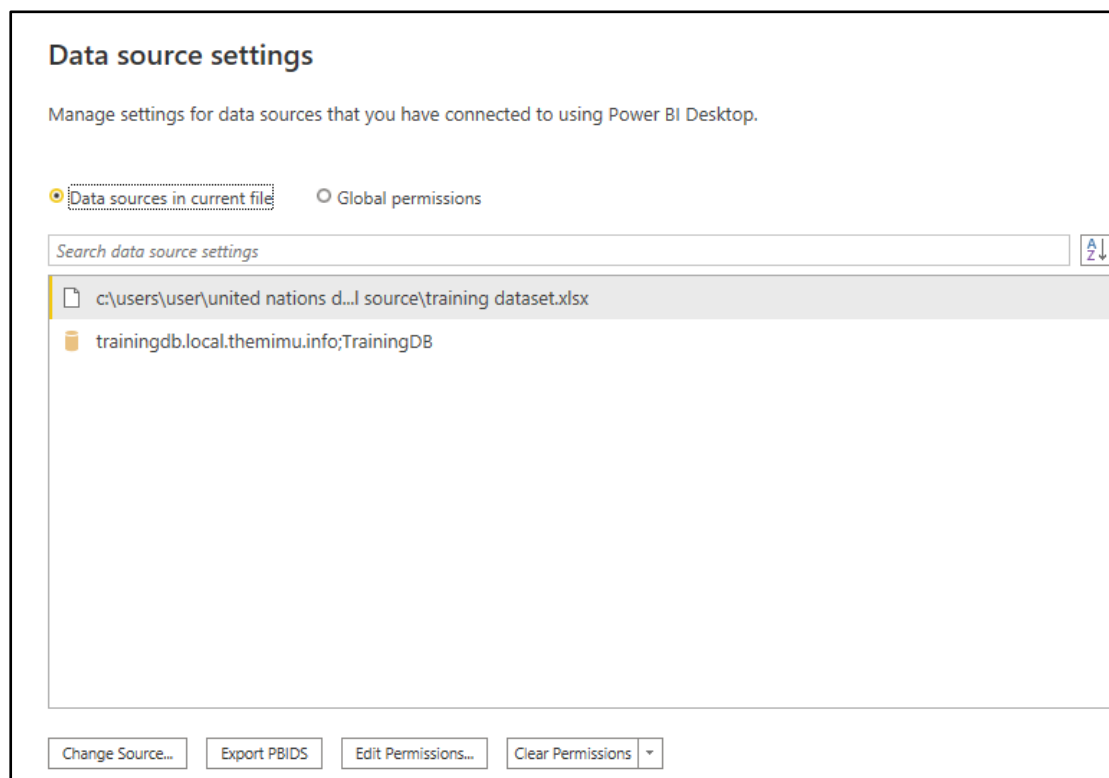 Data source settings
Manage settings for data sources that you have connected to using Power BI Desktop.
Data sources in current file Global permissions
Search data source settings
A
Z
c:\users\user\united nations d...l source\training dataset.xlsx
trainingdb.local.themimu.info;TrainingDB
Change Source... Export PBIDS Edit Permissions... Clear Permissions